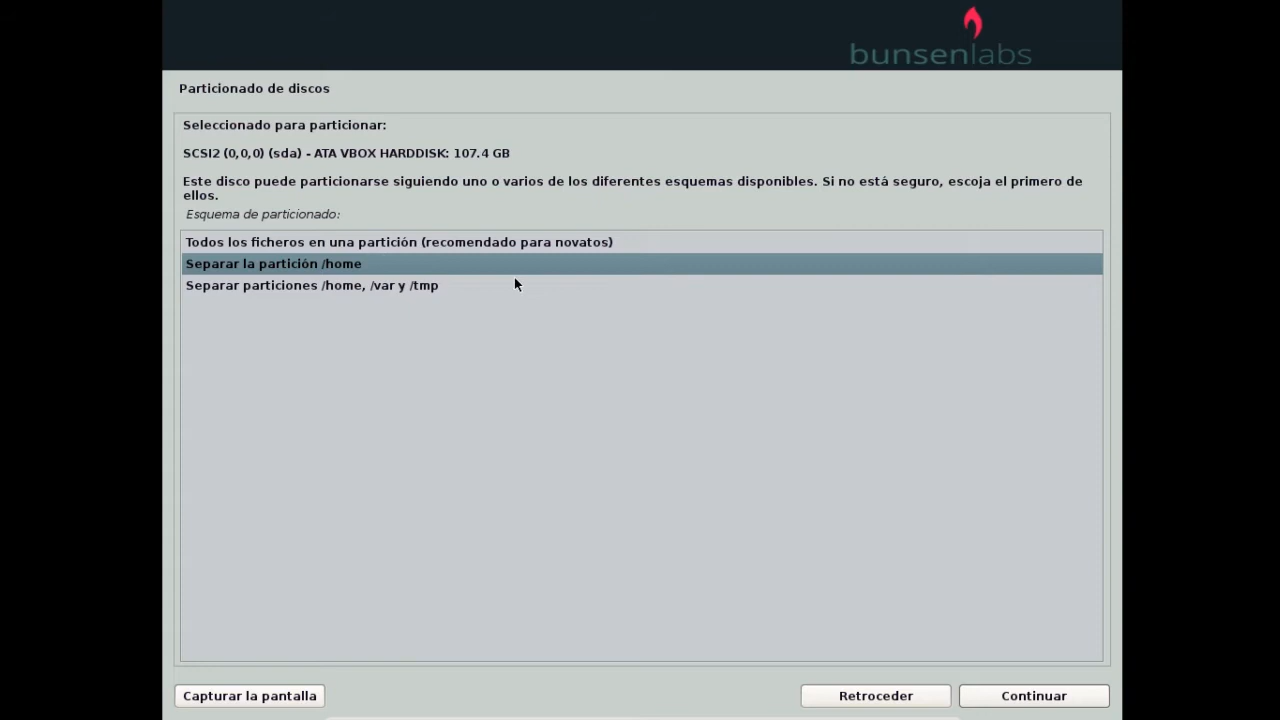 bunsenlabs
Particionado de discos
Seleccionado para particionar:
SCSI2 (0,0,0) (sda) - ATA VBOX HARDDISK: 107.4 GB
Este disco puede particionarse siguiendo uno o varios de los diferentes esquemas disponibles. Si no está seguro, escoja el primero de
ellos.
Esquema de particionado:
Todos los ficheros en una partición (recomendado para novatos)
Separar la partición /home
Separar particiones /home, /var y /tmp
Capturar la pantalla
Retroceder
Continuar